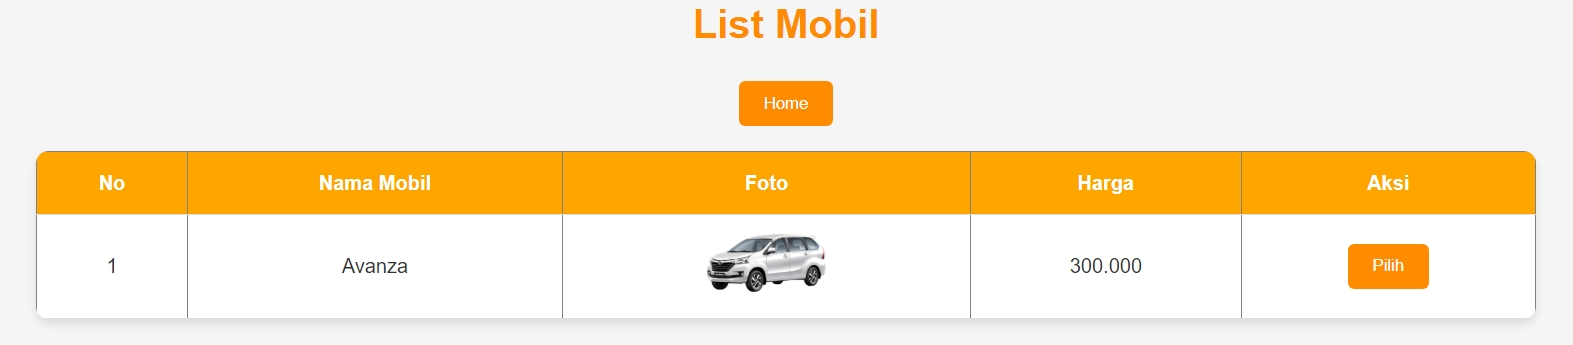 List Mobil
Home
No Nama Mobil Foto Harga Aksi
1 Avanza 300.000 Pilih